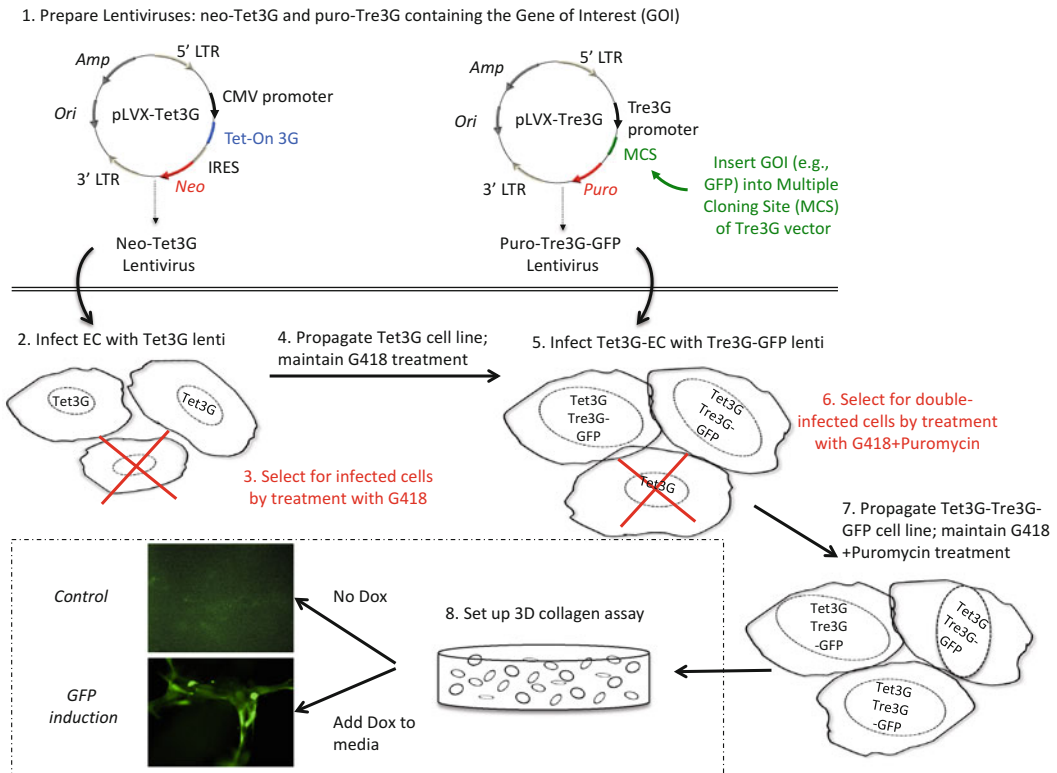 1. Prepare Lentiviruses: neo-Tet3G and puro-Tre3G containing the Gene of Interest (GOI)
5’ LTR
Amp
CMV promoter
Ori
pLVX-Tet3G
Tet-On 3G
IRES
3’ LTR
Neo
Neo-Tet3G
Lentivirus
5’ LTR
Amp
Tre3G
promoter
Ori
pLVX-Tre3G
MCS
3’ LTR
Puro
Insert GOI (e.g.,
GFP) into Multiple
Cloning Site (MCS)
of Tre3G vector
Puro-Tre3G-GFP
Lentivirus
2. Infect EC with Tet3G lenti
Tet3G
Tet3G
3. Select for infected cells
by treatment with G418
4. Propagate Tet3G cell line;
maintain G418 treatment
5. Infect Tet3G-EC with Tre3G-GFP lenti
Tet3G
Tre3G-
GFP
Tet3G
Tre3G-
GFP
Tet3G
6. Select for double-
infected cells by treatment
with G418+Puromycin
7. Propagate Tet3G-Tre3G-
GFP cell line; maintain G418
+Puromycin treatment
Tet3G
Tre3G
-GFP
Tet3G
Tre3G-
GFP
Tet3G
Tre3G
-GFP
8. Set up 3D collagen assay
No Dox
Control
Add Dox to
media
GFP
induction